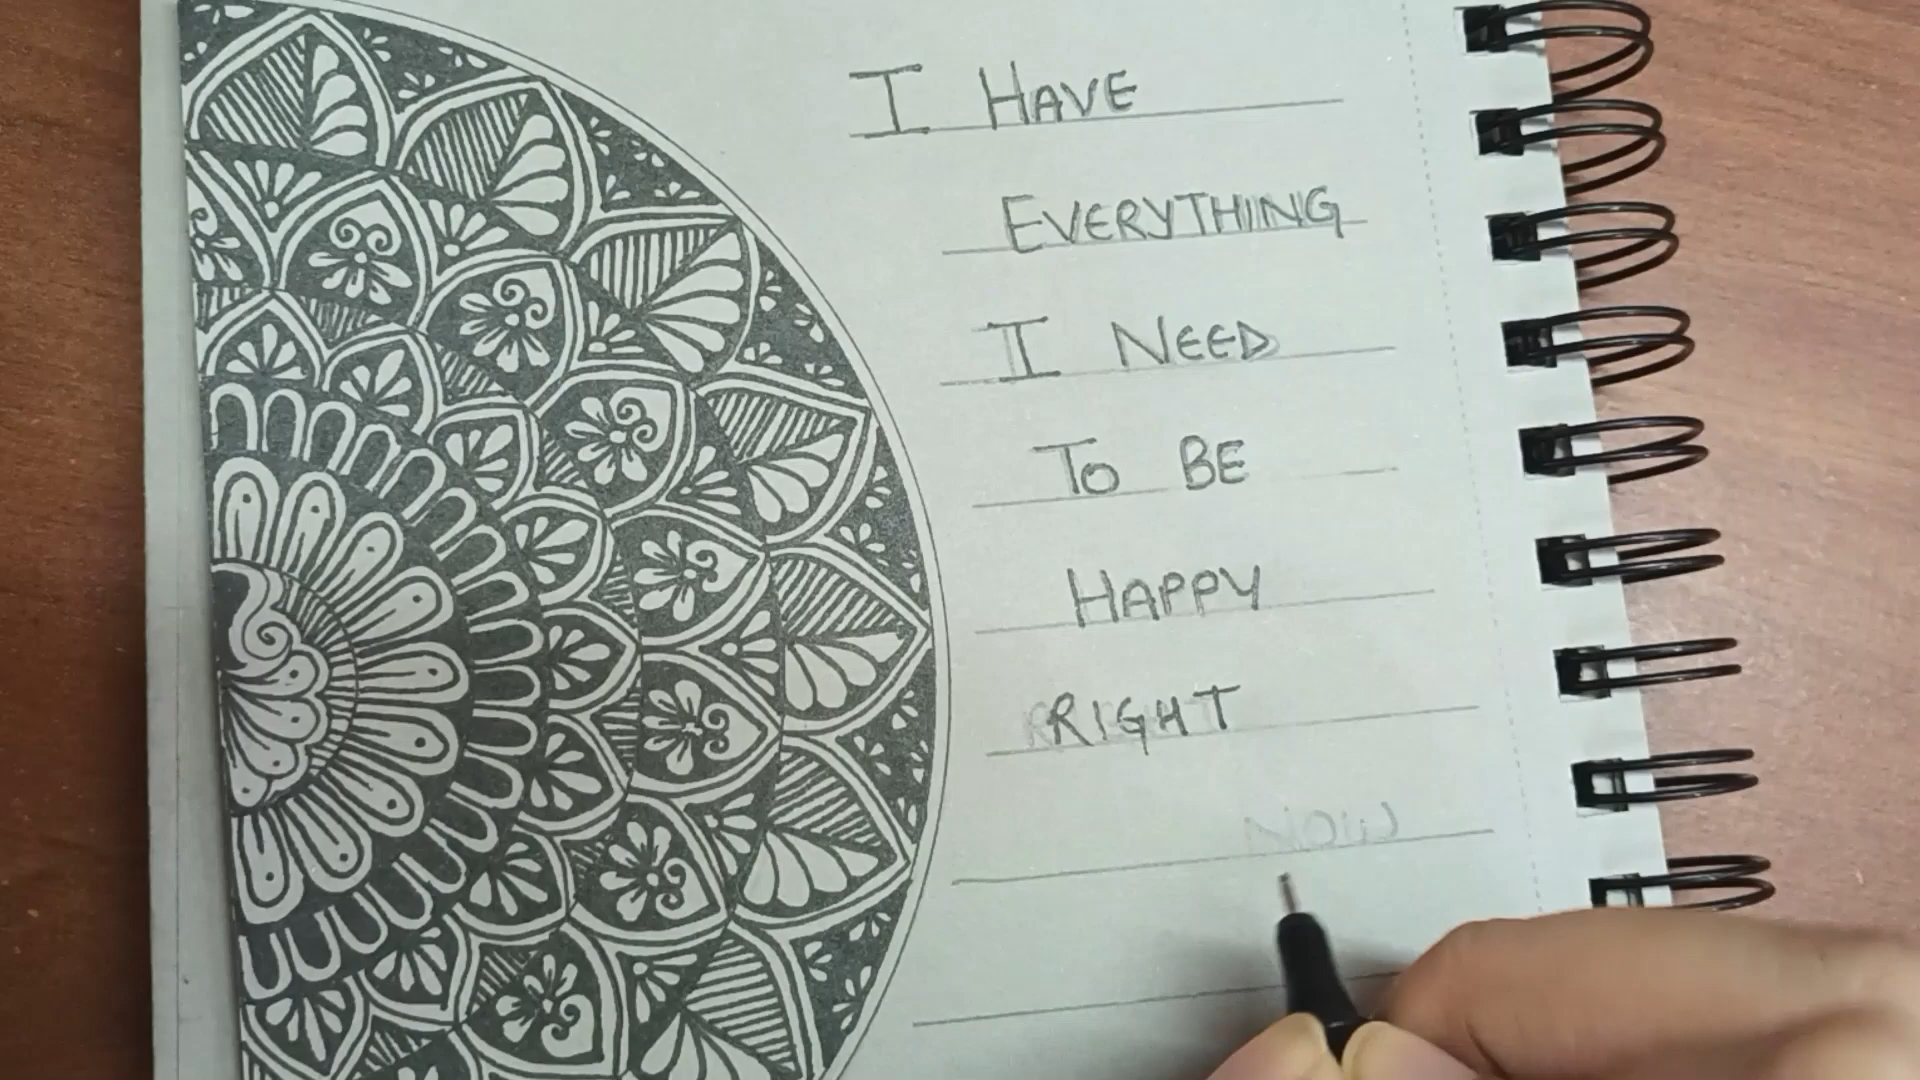 I HAVE
EVERYTHING
I NEED
TO BE
HAPPY
RIGHT
NOW